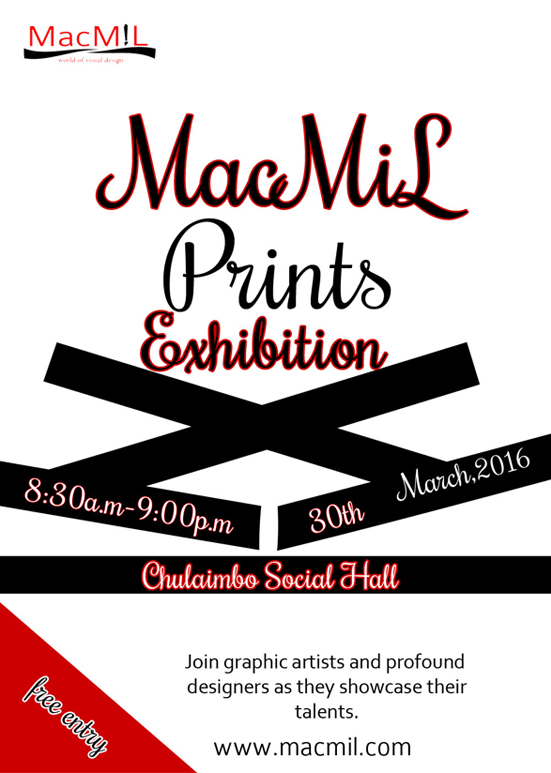 MacM!L
world of visual design
MacMiL
Prints
Exhibition
8:30a.m-9:00p.m
30th March,2016
Chulaimbo Social Hall
free entry
Join graphic artists and profound
designers as they showcase their
talents.
www.macmil.com